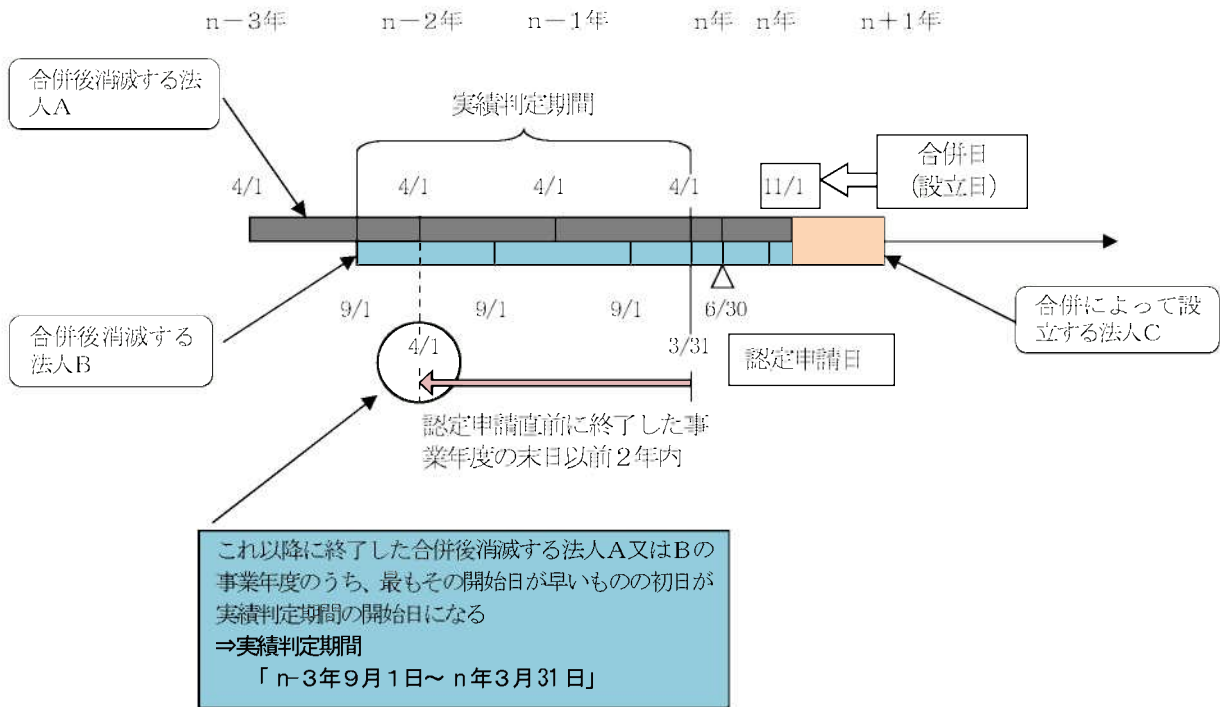 n-3年 n-2年 n-1年 n年 n年 n+1年
合併後消滅する法
人A
実績判定期間
合併日
(設立日)
4/1 4/1 4/1 4/1 11/1
9/1 9/1 9/1 6/30
合併後消滅する
法人B
合併によって設
立する法人C
4/1 3/31
認定申請日
認定申請直前に終了した事
業年度の末日以前2年内
これ以降に終了した合併後消滅する法人A又はBの
事業年度のうち、最もその開始日が早いものの初日が
実績判定期間の開始日になる
⇒実績判定期間
「n-3年9月1日~n年3月31日」